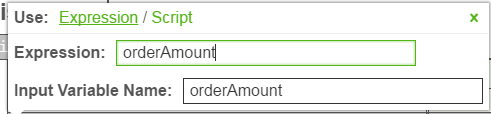 Use: Expression / Script x
Expression: orderAmount
Input Variable Name: orderAmount